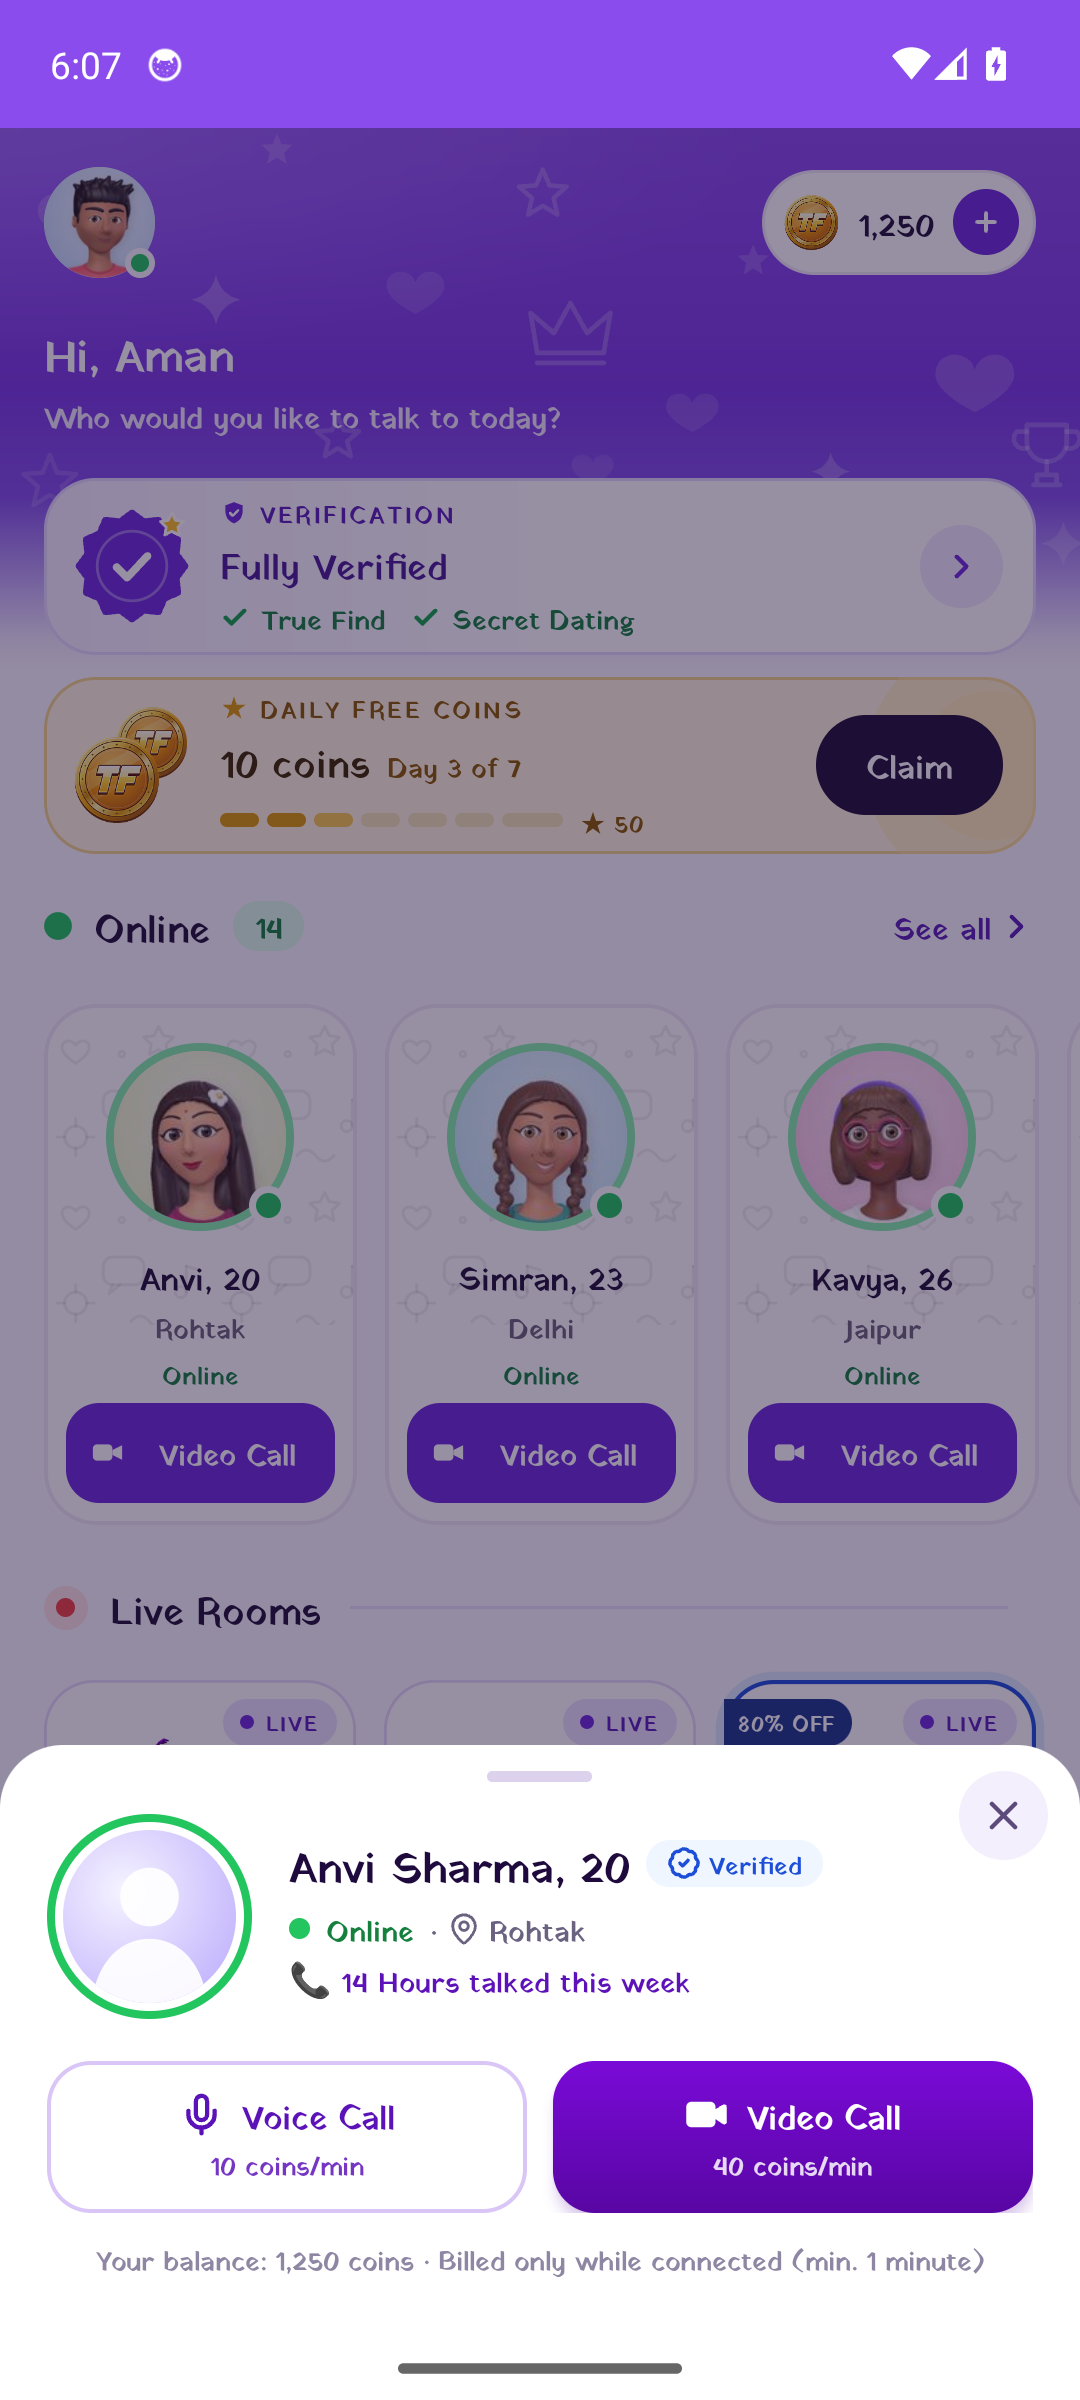 6:07
TF 1,250 +
Hi, Aman
Who would you like to talk to today?
VERIFICATION
Fully Verified
True Find Secret Dating
DAILY FREE COINS
TF TF
10 coins Day 3 of 7
Claim
★ 50
Online 14 See all
Anvi, 20 Simran, 23 Kavya, 26
Rohtak Delhi Jaipur
Online Online Online
Video Call Video Call Video Call
Live Rooms
LIVE LIVE 80% OFF LIVE
Anvi Sharma, 20 Verified
Online · Rohtak
14 Hours talked this week
Voice Call Video Call
10 coins/min 40 coins/min
Your balance: 1,250 coins · Billed only while connected (min. 1 minute)